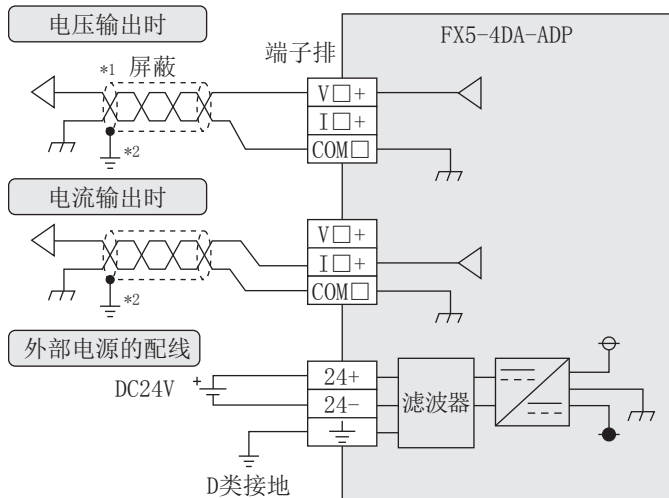 电压输出时
FX5-4DA-ADP
端子排
*1 屏蔽
V□+
I□+
COM□
*2
电流输出时
V□+
I□+
COM□
*2
外部电源的配线
DC24V
+
24+
24-
滤波器
D类接地